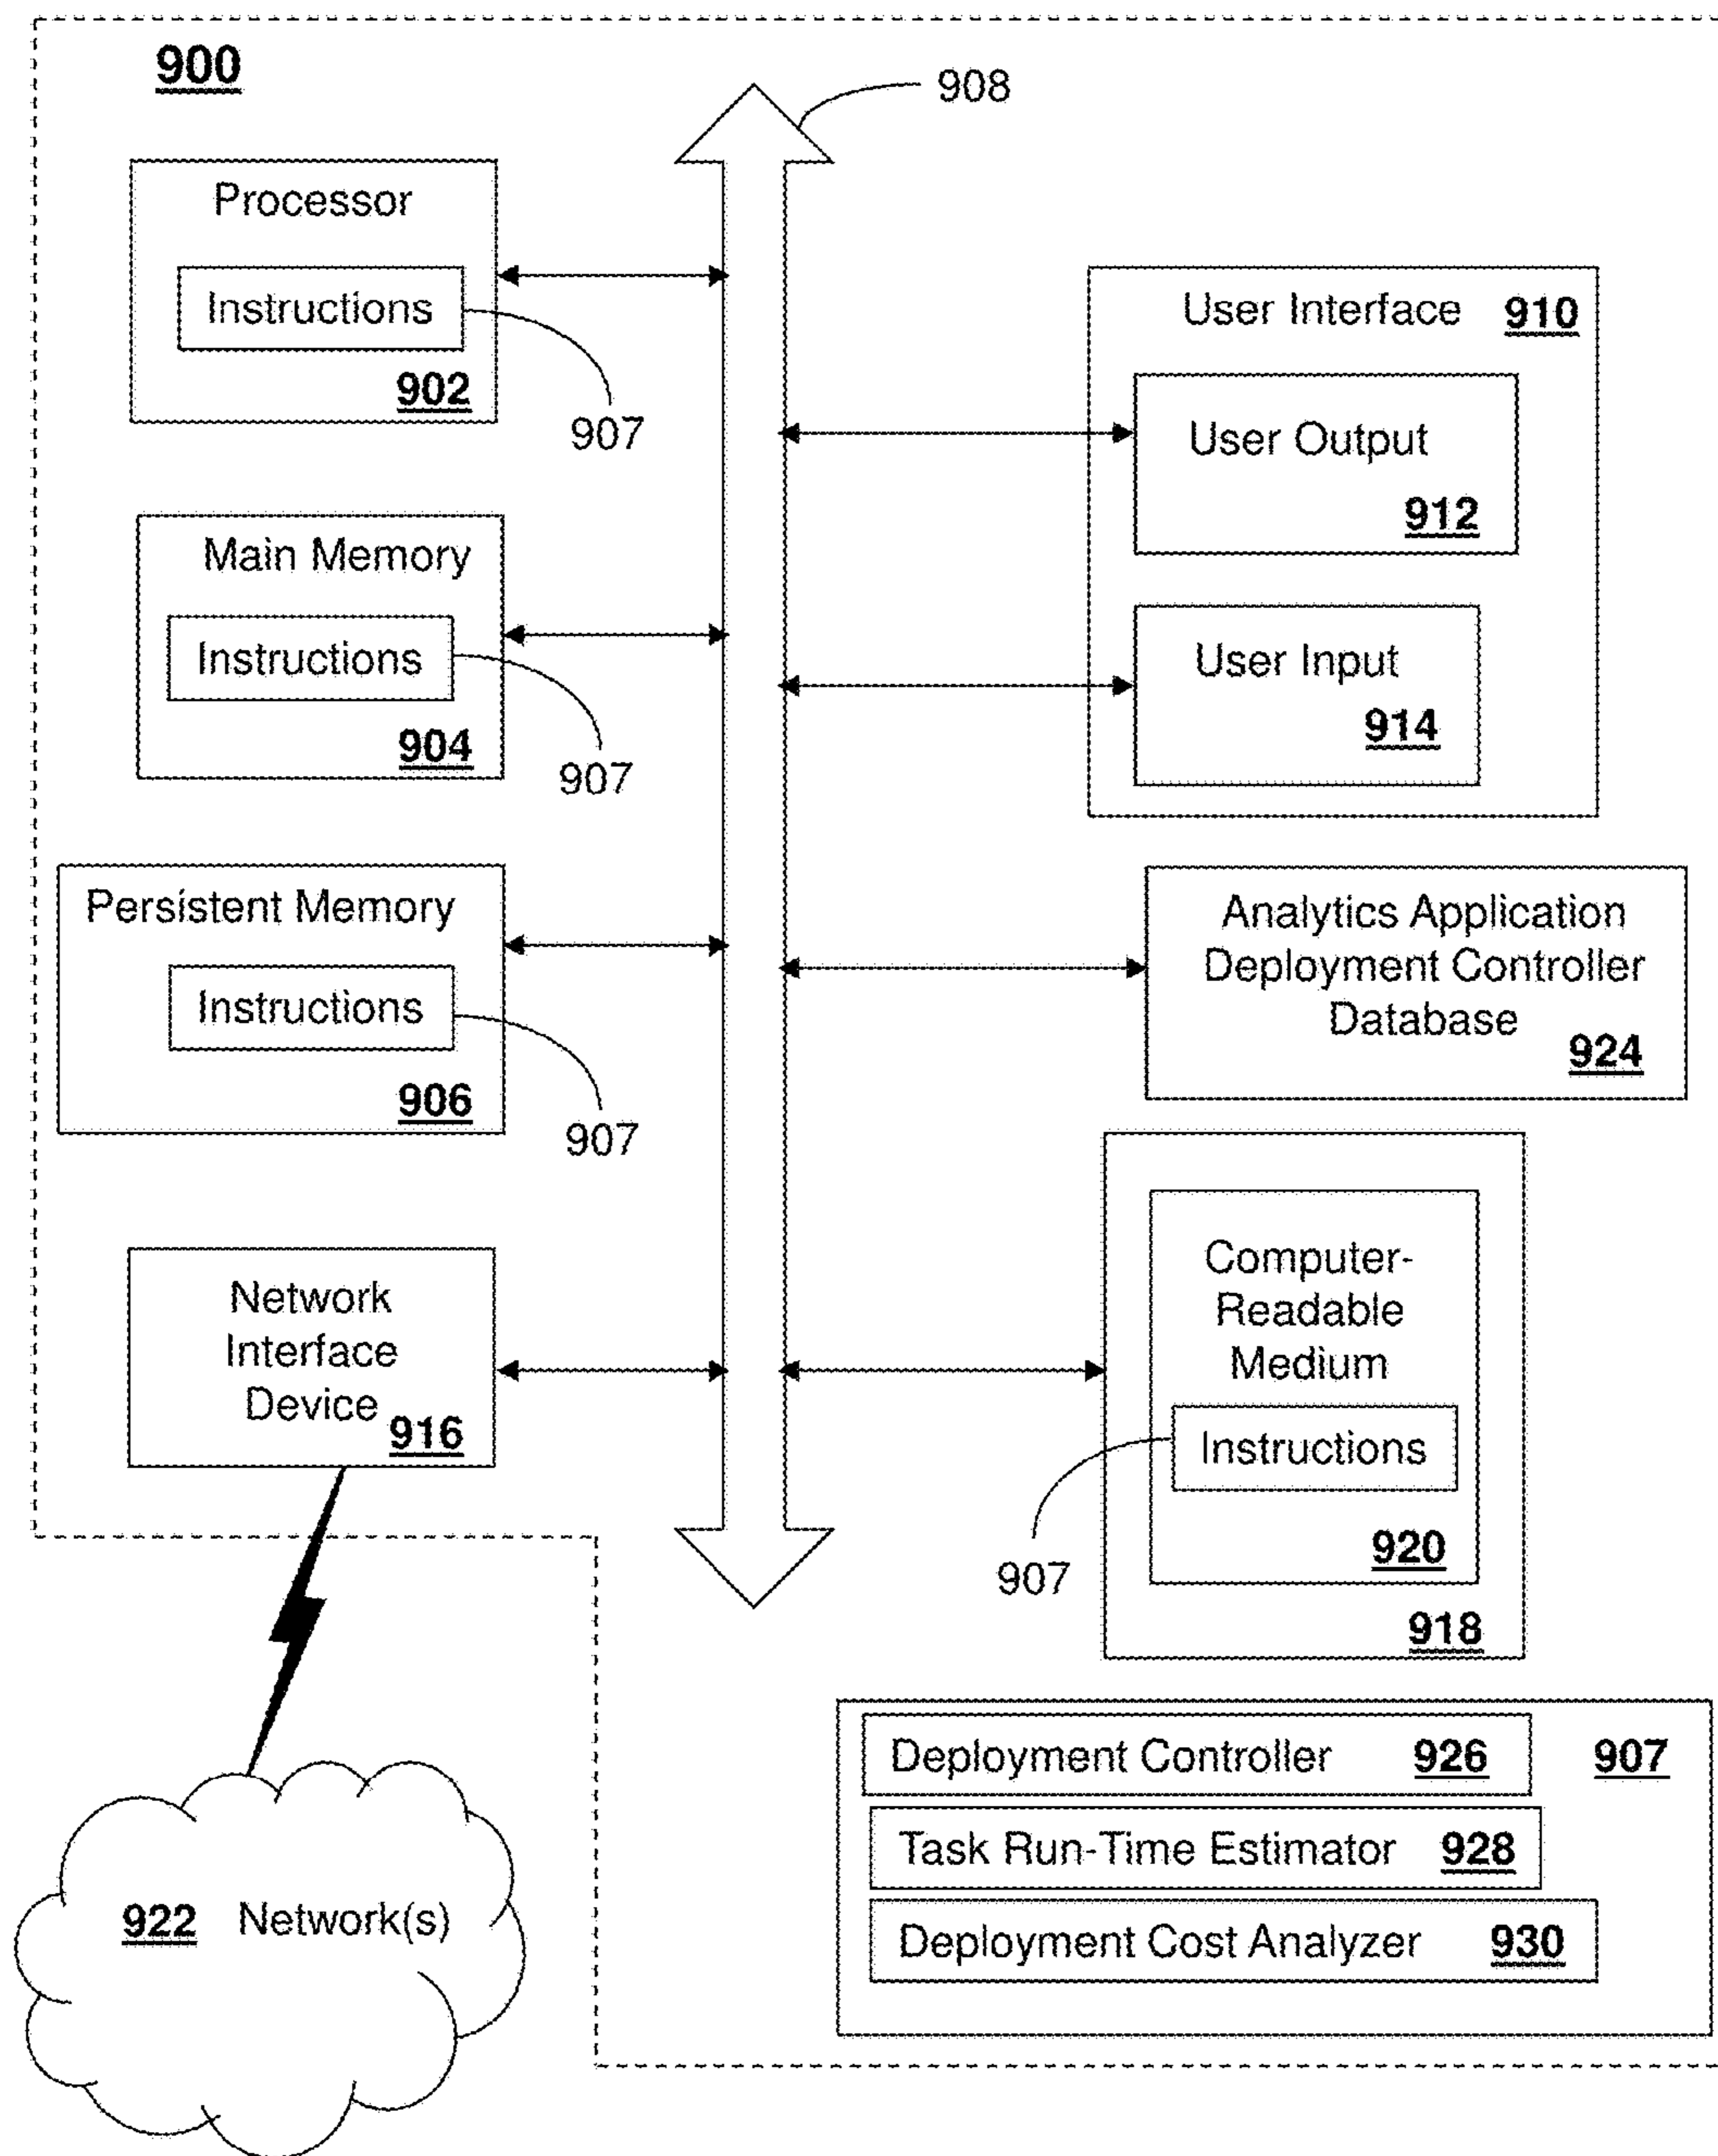 900
908
Processor
Instructions
902
907
Main Memory
Instructions
904
907
Persistent Memory
Instructions
906
907
Network
Interface
Device
916
922 Network(s)
User Interface 910
User Output
912
User Input
914
Analytics Application
Deployment Controller
Database
924
Computer-
Readable
Medium
Instructions
920
907
918
Deployment Controller 926
907
Task Run-Time Estimator 928
Deployment Cost Analyzer 930